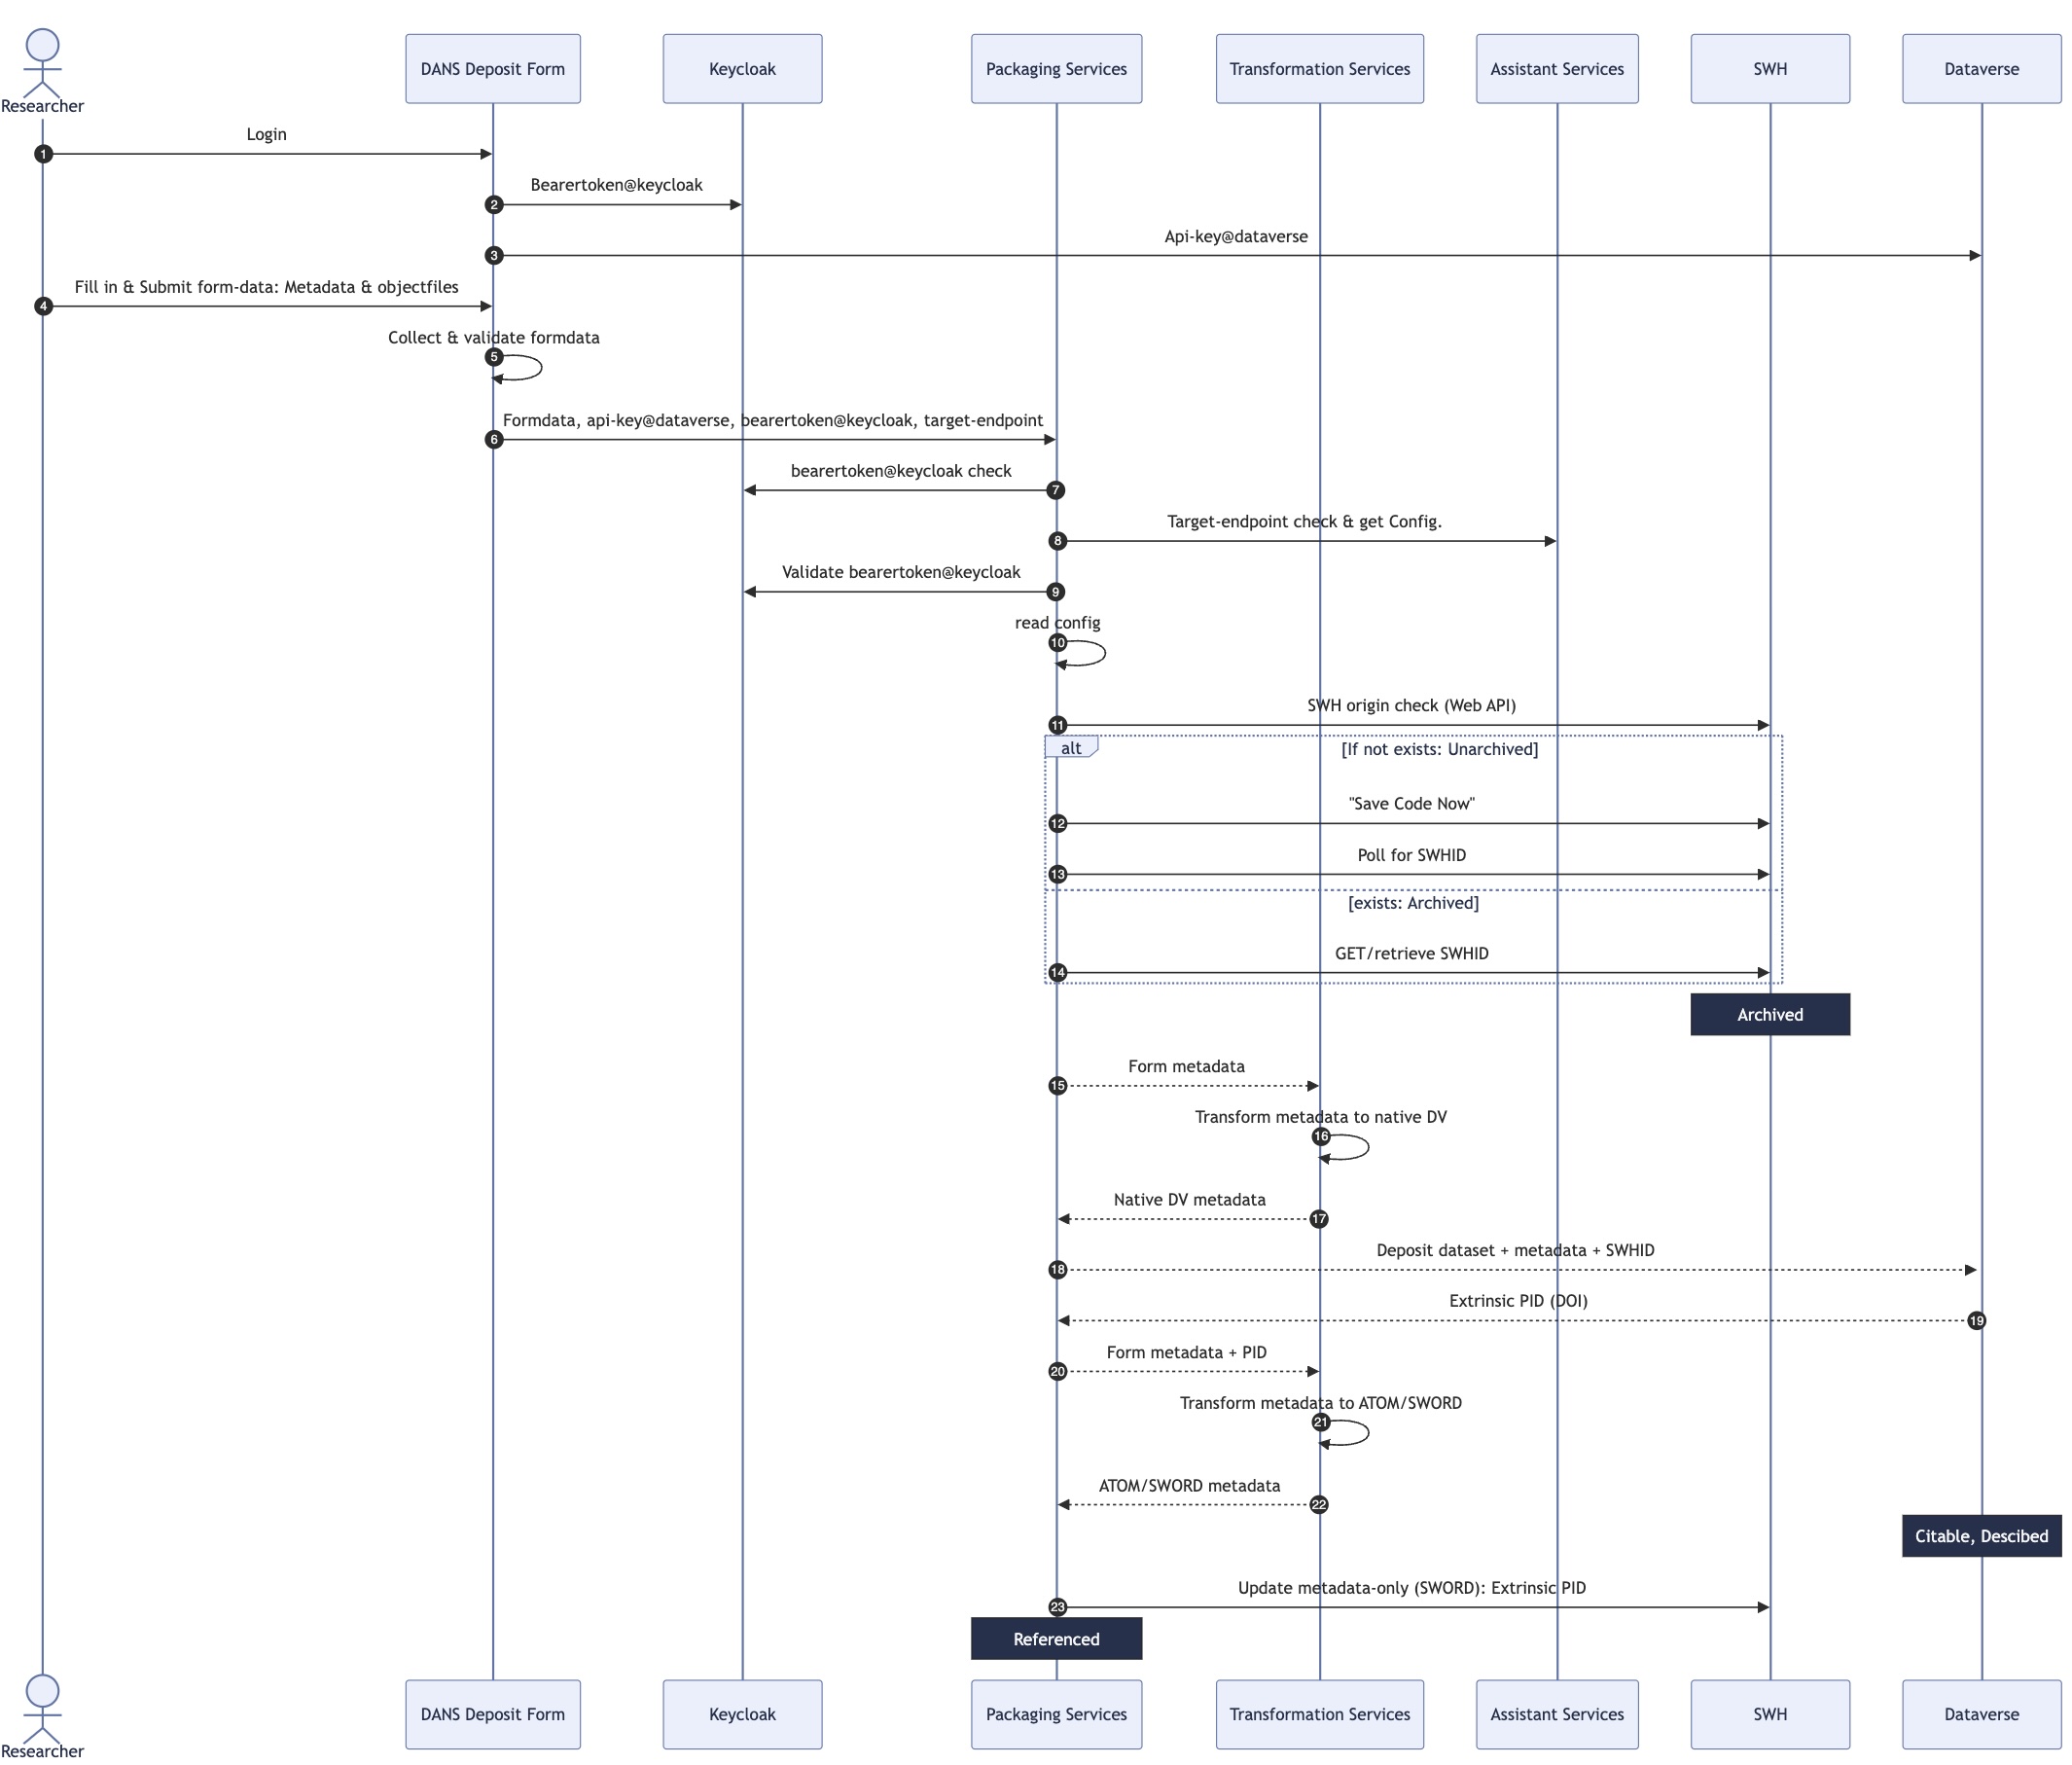 Researcher
DANS Deposit Form
Keycloak
Packaging Services
Transformation Services
Assistant Services
SWH
Dataverse
Login
1
Bearertoken@keycloak
2
Api-key@dataverse
3
Fill in & Submit form-data: Metadata & objectfiles
4
Collect & validate formdata
5
Formdata, api-key@dataverse, bearertoken@keycloak, target-endpoint
6
bearertoken@keycloak check
7
Target-endpoint check & get Config.
8
Validate bearertoken@keycloak
9
read config
10
SWH origin check (Web API)
11
alt
[If not exists: Unarchived]
"Save Code Now"
12
Poll for SWHID
13
[exists: Archived]
GET/retrieve SWHID
14
Archived
Form metadata
15
Transform metadata to native DV
16
Native DV metadata
17
Deposit dataset + metadata + SWHID
18
Extrinsic PID (DOI)
19
Form metadata + PID
20
Transform metadata to ATOM/SWORD
21
ATOM/SWORD metadata
22
Citable, Descibed
Update metadata-only (SWORD): Extrinsic PID
23
Referenced
Researcher
DANS Deposit Form
Keycloak
Packaging Services
Transformation Services
Assistant Services
SWH
Dataverse